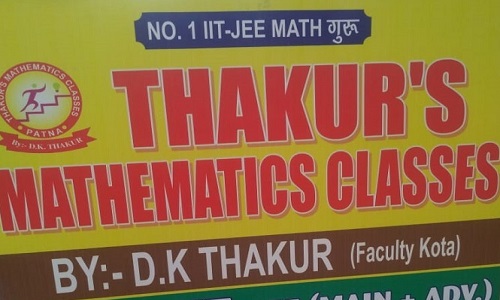 NO. 1 IIT-JEE MATH गुरू
THAKUR'S
MATHEMATICS CLASSES
THAKUR'S MATHEMATICS CLASSES
PATNA
By:- D.K. THAKUR
BY:- D.K THAKUR (Faculty Kota)
(MAIN + ADV.)